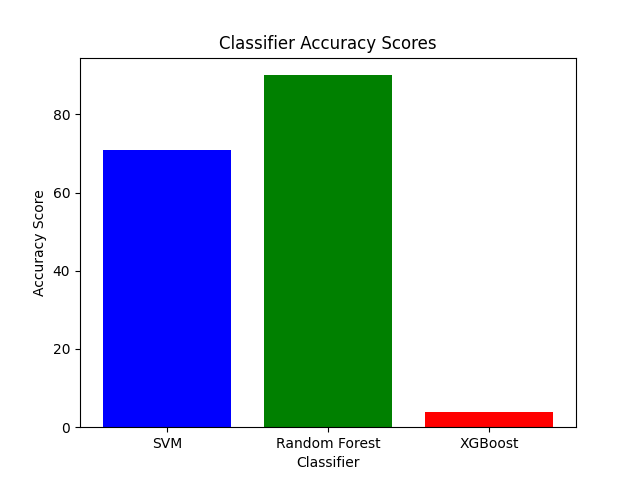 Classifier Accuracy Scores
Accuracy Score
80
60
40
20
0
SVM Random Forest XGBoost
Classifier